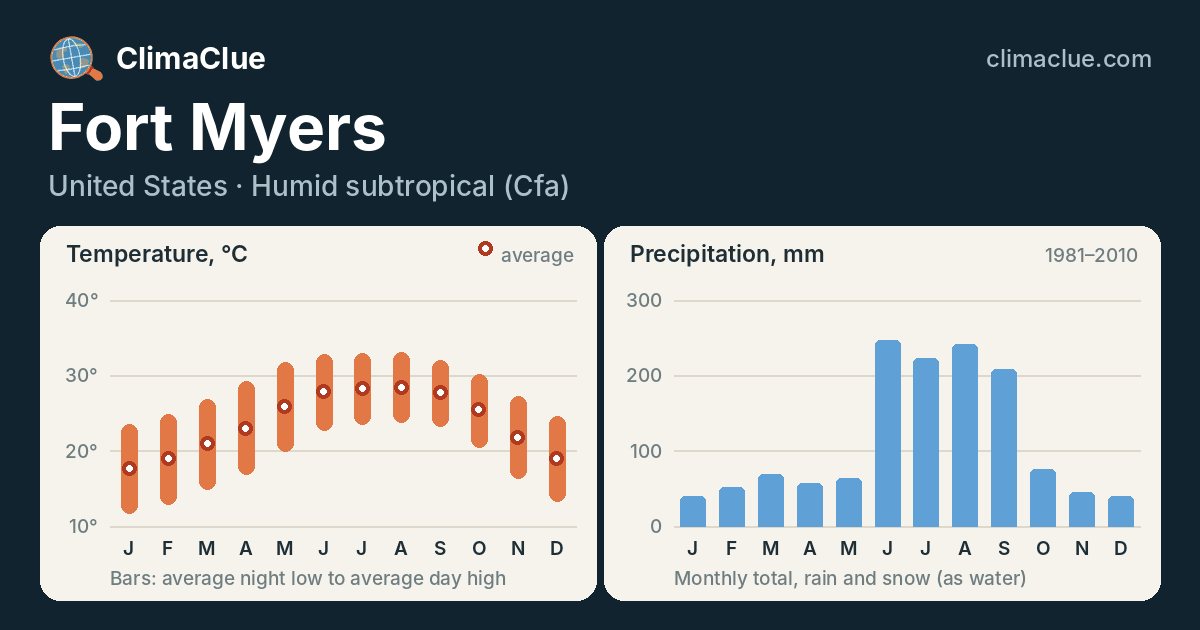 ClimaClue
climaclue.com
Fort Myers
United States · Humid subtropical (Cfa)
Temperature, °C
average
40°
30°
20°
10°
J F M A M J J A S O N D
Bars: average night low to average day high
Precipitation, mm
1981–2010
300
200
100
0
J F M A M J J A S O N D
Monthly total, rain and snow (as water)